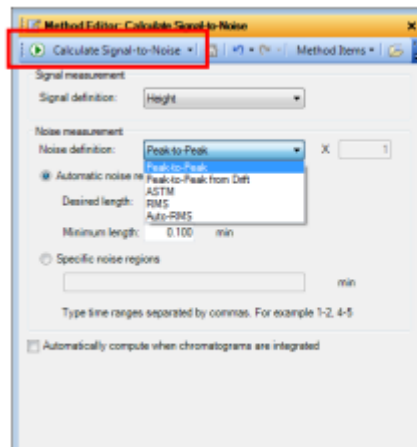 Method Editor: Calculate Signal-to-Noise
Calculate Signal-to-Noise
Method Items
Signal measurement
Signal definition: Height
Noise measurement
Noise definition: Peak-to-Peak X 1
Peak-to-Peak
Automatic noise re
Peak-to-Peak from Drift
ASTM
Desired length:
RMS
Auto-RMS
Minimum length: 0.100 min
Specific noise regions
min
Type time ranges separated by commas. For example 1-2, 4-5
Automatically compute when chromatograms are integrated